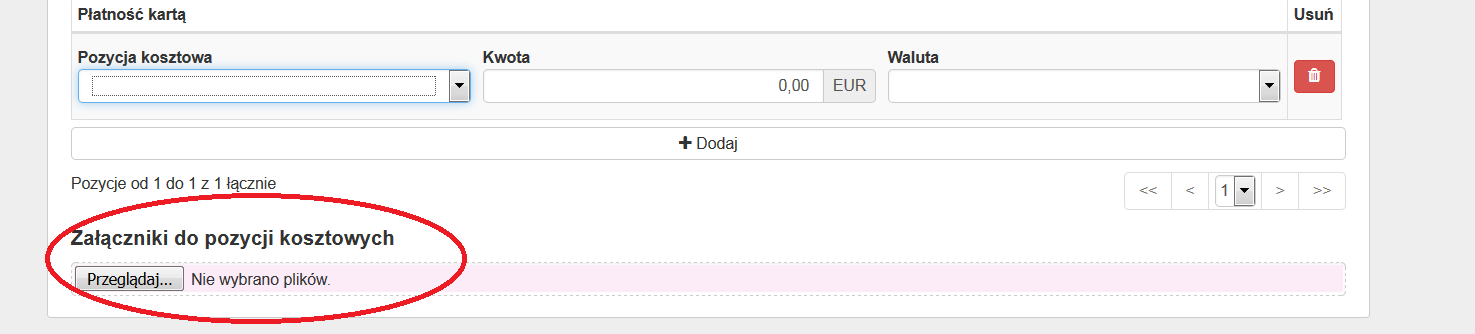 Płatność kartą Usuń
Pozycja kosztowa Kwota Waluta
0,00 EUR
Dodaj
Pozycje od 1 do 1 z 1 łącznie
<< < 1 > >>
Załączniki do pozycji kosztowych
Przeglądaj... Nie wybrano plików.